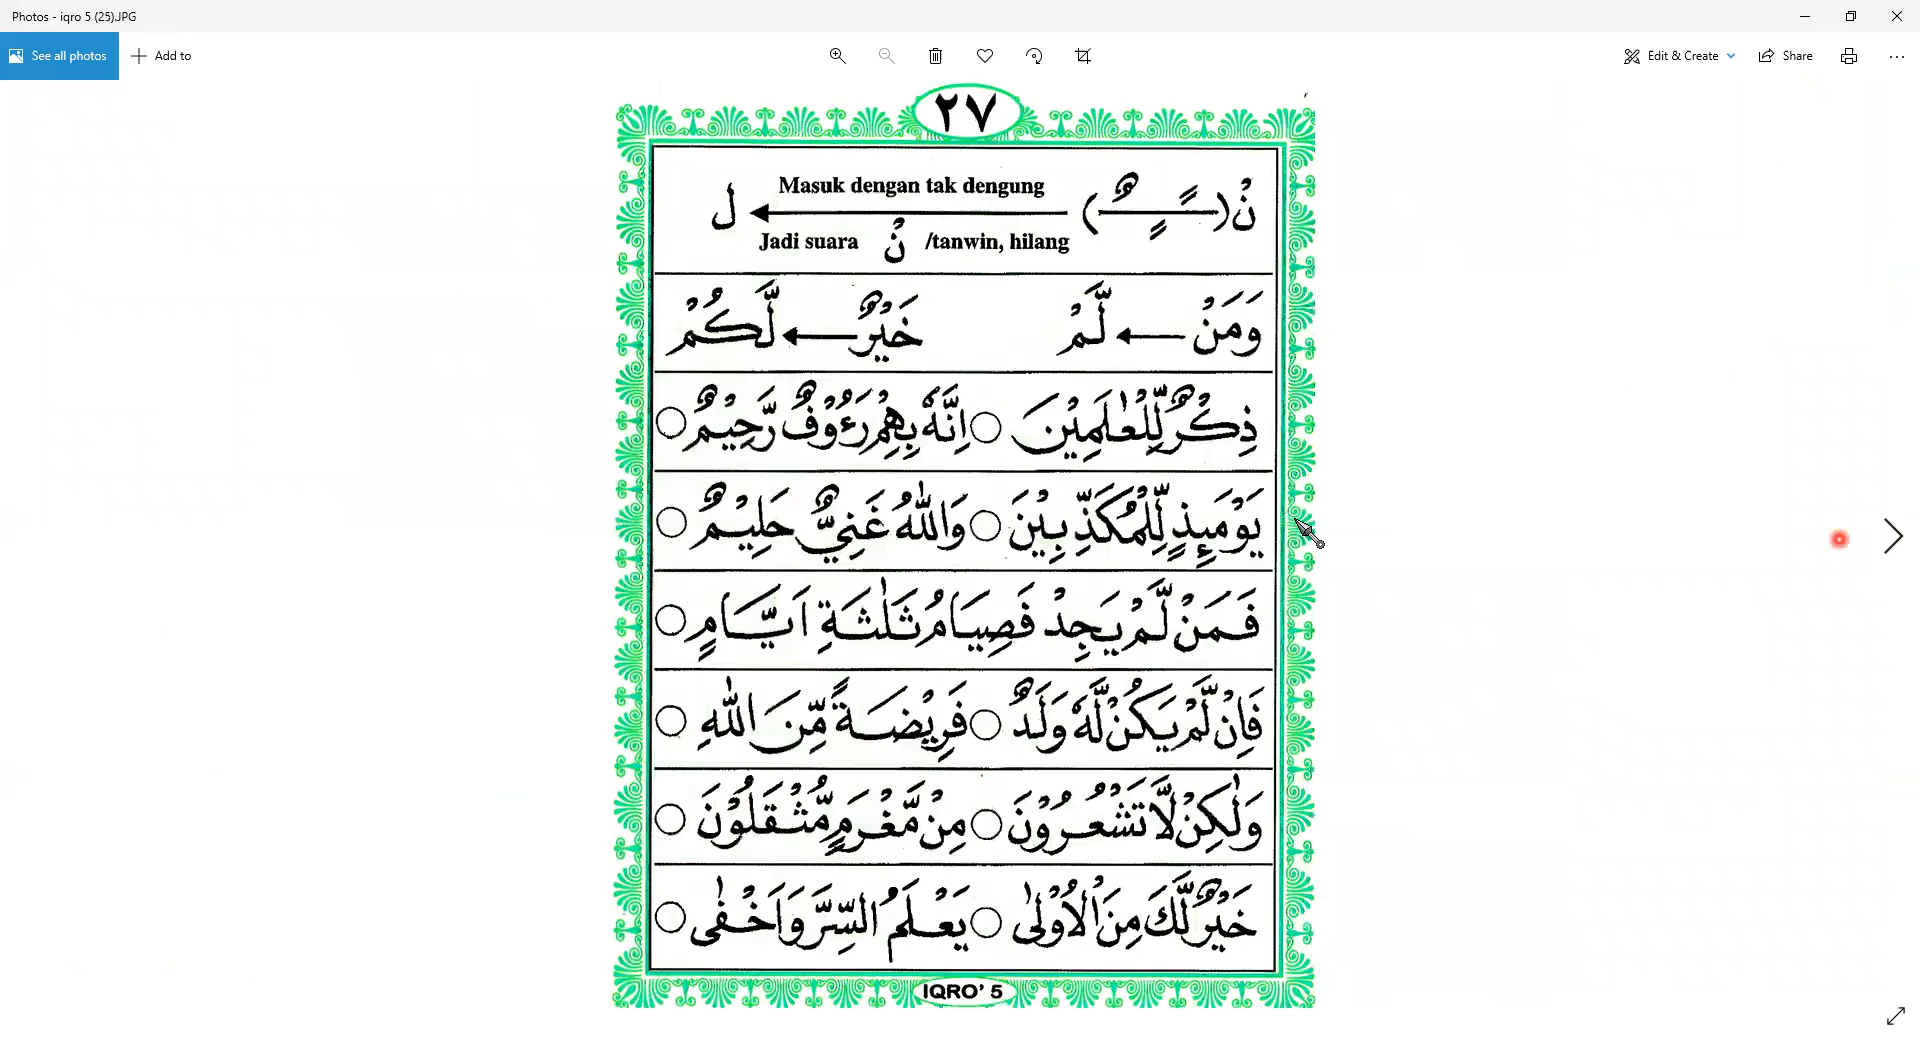 Photos - iqro 5 (25).JPG
See all photos
Add to
Edit & Create
Share
٢٧
نْ (ـًـٍـٌ)
Masuk dengan tak dengung
ل
Jadi suara نْ /tanwin, hilang
وَمَنْ ← لَّمْ خَيْرٌ ← لَّكُمْ
ذِكْرٌ لِّلْعٰلَمِيْنَ ○ اِنَّهٗ بِهِمْ رَءُوْفٌ رَّحِيْمٌ ○
يَوْمَئِذٍ لِّلْمُكَذِّبِيْنَ ○ وَاللّٰهُ غَنِيٌّ حَلِيْمٌ ○
فَمَنْ لَّمْ يَجِدْ فَصِيَامُ ثَلٰثَةِ اَيَّامٍ ○
فَاِنْ لَّمْ يَكُنْ لَّهٗ وَلَدٌ ○ فَرِيْضَةً مِّنَ اللّٰهِ ○
وَلٰكِنْ لَّا تَشْعُرُوْنَ ○ مِنْ مَّغْرَمٍ مُّثْقَلُوْنَ ○
خَيْرٌ لَّكَ مِنَ الْاُوْلٰى ○ يَعْلَمُ السِّرَّ وَاَخْفٰى ○
IQRO' 5